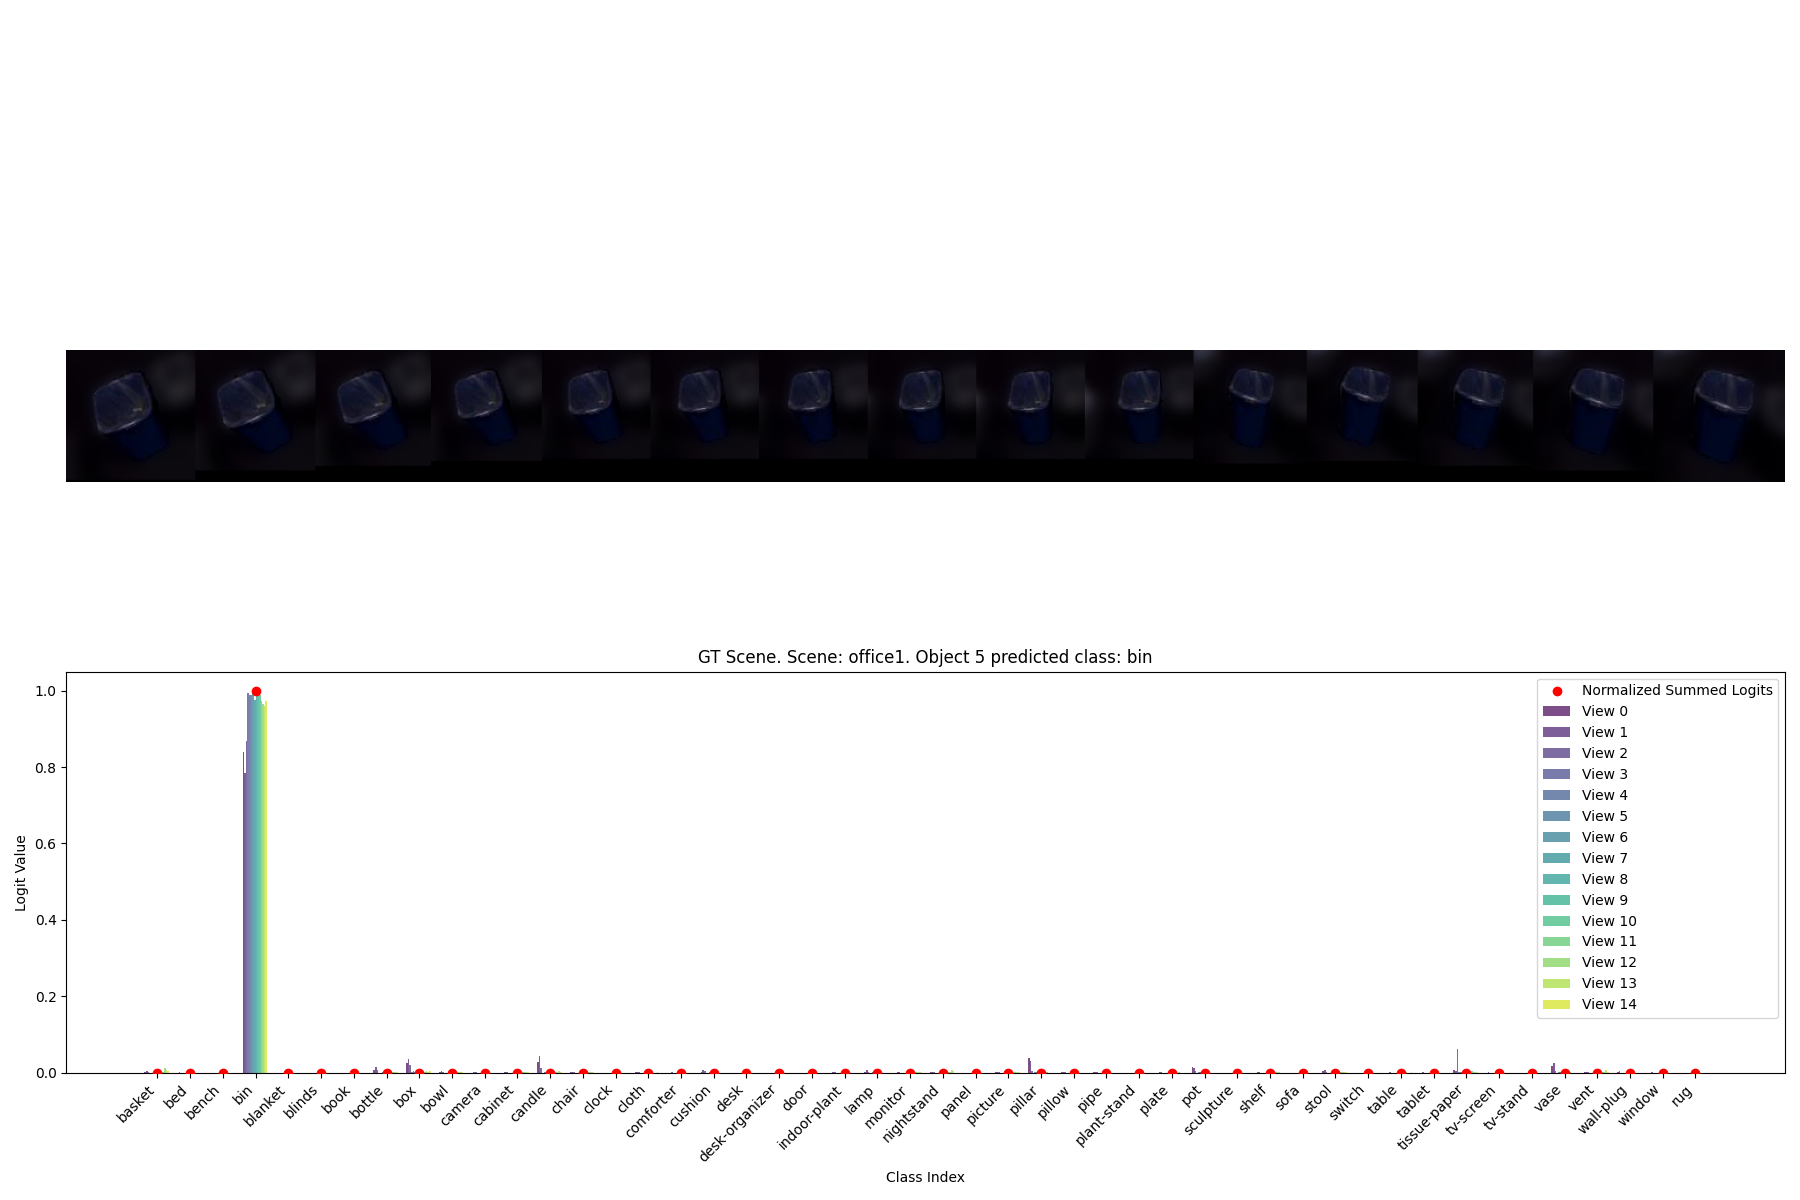 GT Scene. Scene: office1. Object 5 predicted class: bin
Logit Value
1.0
0.8
0.6
0.4
0.2
0.0
Normalized Summed Logits
View 0
View 1
View 2
View 3
View 4
View 5
View 6
View 7
View 8
View 9
View 10
View 11
View 12
View 13
View 14
basket
bed
bench
bin
blanket
blinds
book
bottle
box
bowl
camera
cabinet
candle
chair
clock
cloth
comforter
cushion
desk
desk-organizer
door
indoor-plant
lamp
monitor
nightstand
panel
picture
pillar
pillow
pipe
plant-stand
plate
pot
sculpture
shelf
sofa
stool
switch
table
tablet
tissue-paper
tv-screen
tv-stand
vase
vent
wall-plug
window
rug
Class Index